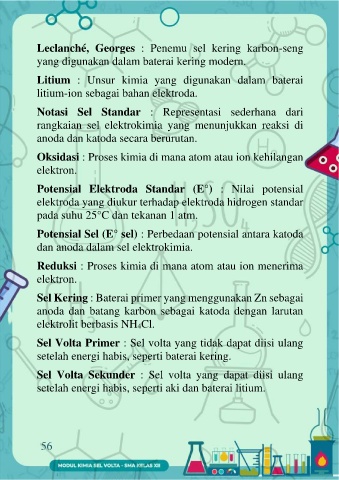 Leclanché, Georges : Penemu sel kering karbon-seng
yang digunakan dalam baterai kering modern.
Litium : Unsur kimia yang digunakan dalam baterai
litium-ion sebagai bahan elektroda.
Notasi Sel Standar : Representasi sederhana dari
rangkaian sel elektrokimia yang menunjukkan reaksi di
anoda dan katoda secara berurutan.
Oksidasi : Proses kimia di mana atom atau ion kehilangan
elektron.
Potensial Elektroda Standar (E°) : Nilai potensial
elektroda yang diukur terhadap elektroda hidrogen standar
pada suhu 25°C dan tekanan 1 atm.
Potensial Sel (E° sel) : Perbedaan potensial antara katoda
dan anoda dalam sel elektrokimia.
Reduksi : Proses kimia di mana atom atau ion menerima
elektron.
Sel Kering : Baterai primer yang menggunakan Zn sebagai
anoda dan batang karbon sebagai katoda dengan larutan
elektrolit berbasis NH₄Cl.
Sel Volta Primer : Sel volta yang tidak dapat diisi ulang
setelah energi habis, seperti baterai kering.
Sel Volta Sekunder : Sel volta yang dapat diisi ulang
setelah energi habis, seperti aki dan baterai litium.
56
MODUL KIMIA SEL VOLTA - SMA KELAS XII